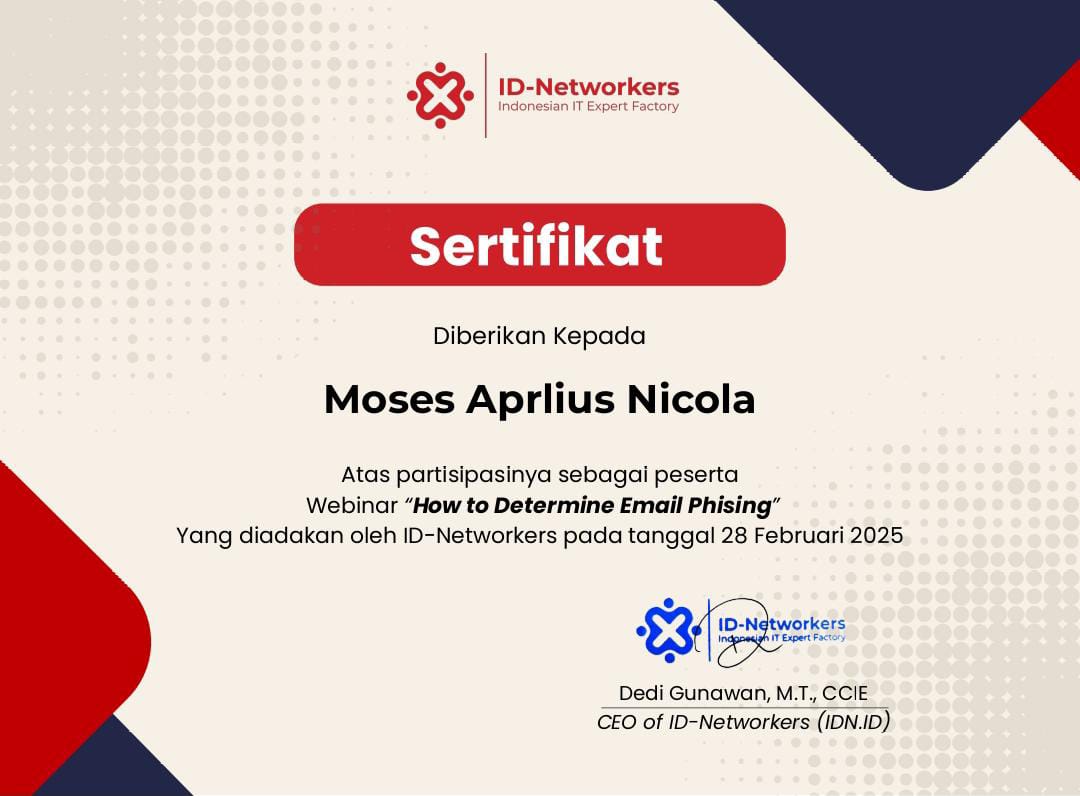 ID-Networkers
Indonesian IT Expert Factory
Sertifikat
Diberikan Kepada
Moses Aprlius Nicola
Atas partisipasinya sebagai peserta
Webinar “How to Determine Email Phising”
Yang diadakan oleh ID-Networkers pada tanggal 28 Februari 2025
ID-Networkers
Indonesian IT Expert Factory
Dedi Gunawan, M.T., CCIE
CEO of ID-Networkers (IDN.ID)